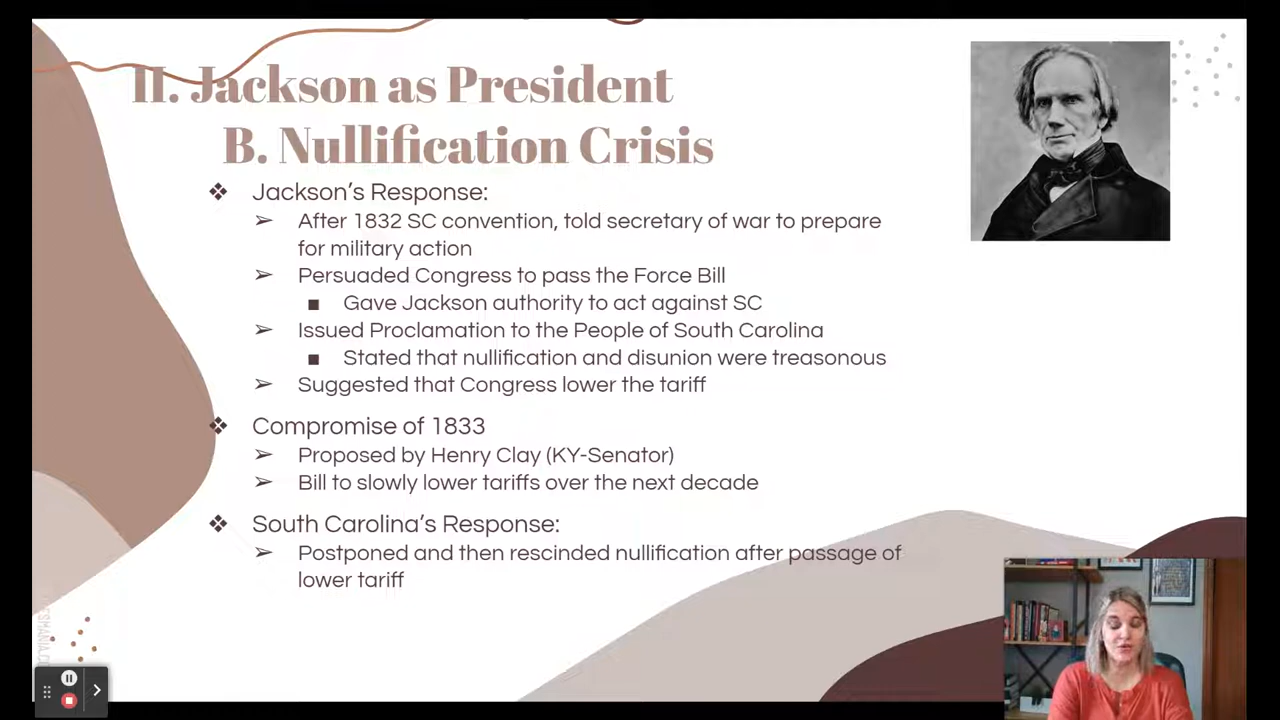 II. Jackson as President
B. Nullification Crisis
❖ Jackson's Response:
➢ After 1832 SC convention, told secretary of war to prepare
for military action
➢ Persuaded Congress to pass the Force Bill
■ Gave Jackson authority to act against SC
➢ Issued Proclamation to the People of South Carolina
■ Stated that nullification and disunion were treasonous
➢ Suggested that Congress lower the tariff
❖ Compromise of 1833
➢ Proposed by Henry Clay (KY-Senator)
➢ Bill to slowly lower tariffs over the next decade
❖ South Carolina's Response:
➢ Postponed and then rescinded nullification after passage of
lower tariff